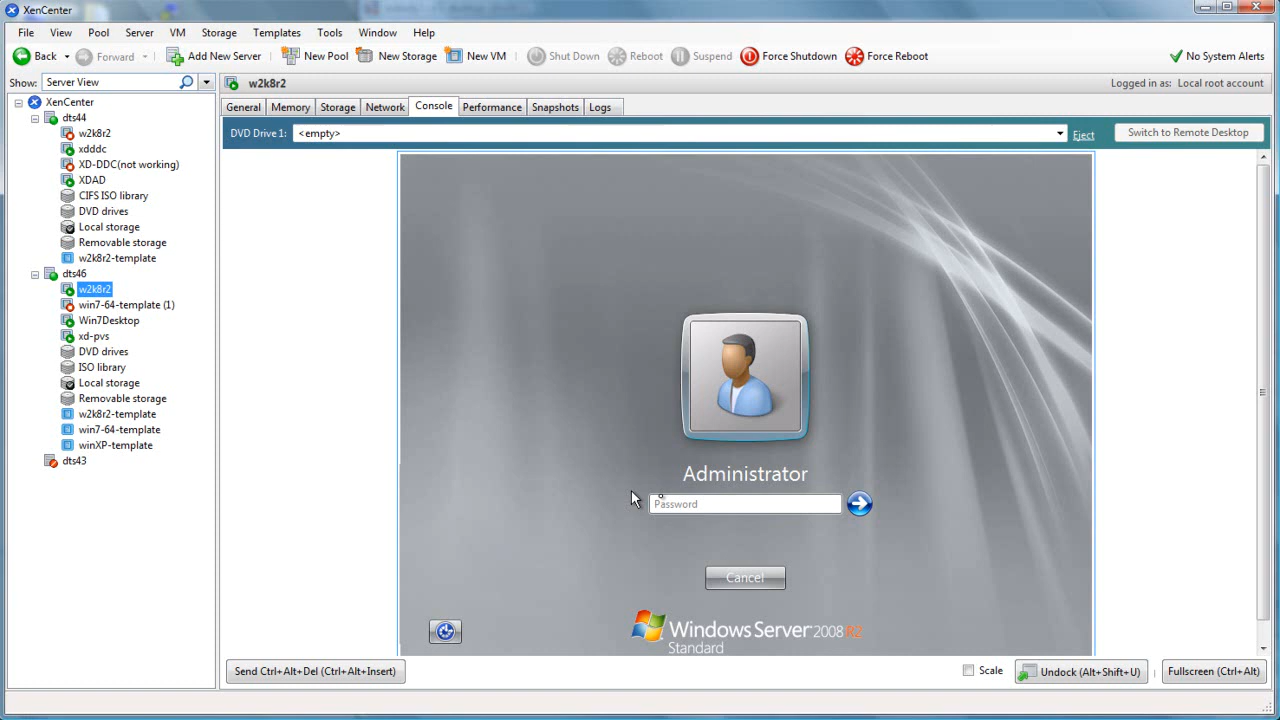 XenCenter
File View Pool Server VM Storage Templates Tools Window Help
Back Forward Add New Server New Pool New Storage New VM Shut Down Reboot Suspend Force Shutdown Force Reboot No System Alerts
Show: Server View
w2k8r2
Logged in as: Local root account
XenCenter
dts44
w2k8r2
xdddc
XD-DDC(not working)
XDAD
CIFS ISO library
DVD drives
Local storage
Removable storage
w2k8r2-template
dts46
w2k8r2
win7-64-template (1)
Win7Desktop
xd-pvs
DVD drives
ISO library
Local storage
Removable storage
w2k8r2-template
win7-64-template
winXP-template
dts43
General Memory Storage Network Console Performance Snapshots Logs
DVD Drive 1: <empty> Eject Switch to Remote Desktop
Administrator
Password
Cancel
Windows Server 2008 R2
Standard
Send Ctrl+Alt+Del (Ctrl+Alt+Insert) Scale Undock (Alt+Shift+U) Fullscreen (Ctrl+Alt)